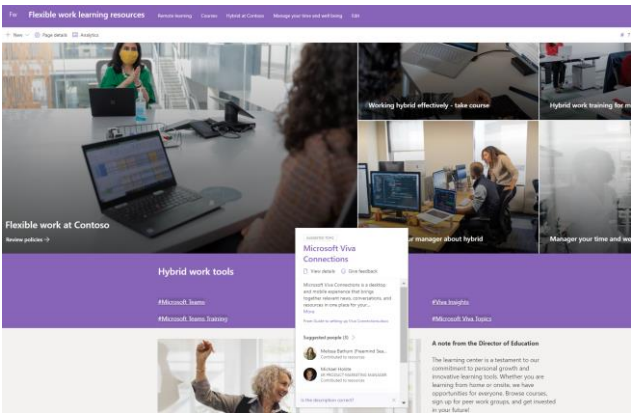 Fw Flexible work learning resources Remote learning Courses Hybrid at Contoso Manage your time and well being Edit
+ New Page details Analytics
Working hybrid effectively - take course
Hybrid work training for m
Flexible work at Contoso
Review policies →
ur manager about hybrid
Manager your time and we
Hybrid work tools
#Microsoft Teams
#Microsoft Teams Training
SUGGESTED TOPIC
Microsoft Viva
Connections
View details Give feedback
Microsoft Viva Connections is a desktop
and mobile experience that brings
together relevant news, conversations, and
resources in one place for your...
More
Suggested people (3) >
Contributed to resources
Michael Holste
Contributed to resources
Is the description correct?
#Viva Insights
#Microsoft Viva Topics
A note from the Director of Education
The learning center is a testament to our
commitment to personal growth and
innovative learning tools. Whether you are
learning from home or onsite, we have
opportunities for everyone. Browse courses,
sign up for peer work groups, and get invested
in your future!